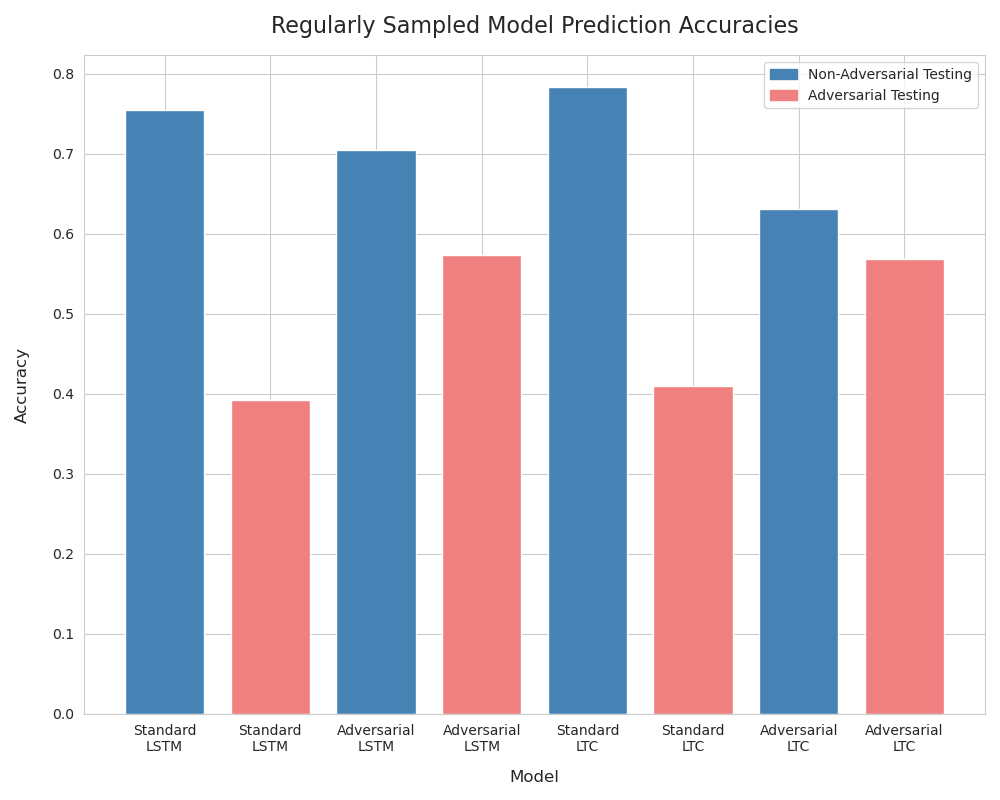 Regularly Sampled Model Prediction Accuracies
Non-Adversarial Testing
Adversarial Testing
Accuracy
0.8
0.7
0.6
0.5
0.4
0.3
0.2
0.1
0.0
Standard
LSTM
Standard
LSTM
Adversarial
LSTM
Adversarial
LSTM
Standard
LTC
Standard
LTC
Adversarial
LTC
Adversarial
LTC
Model